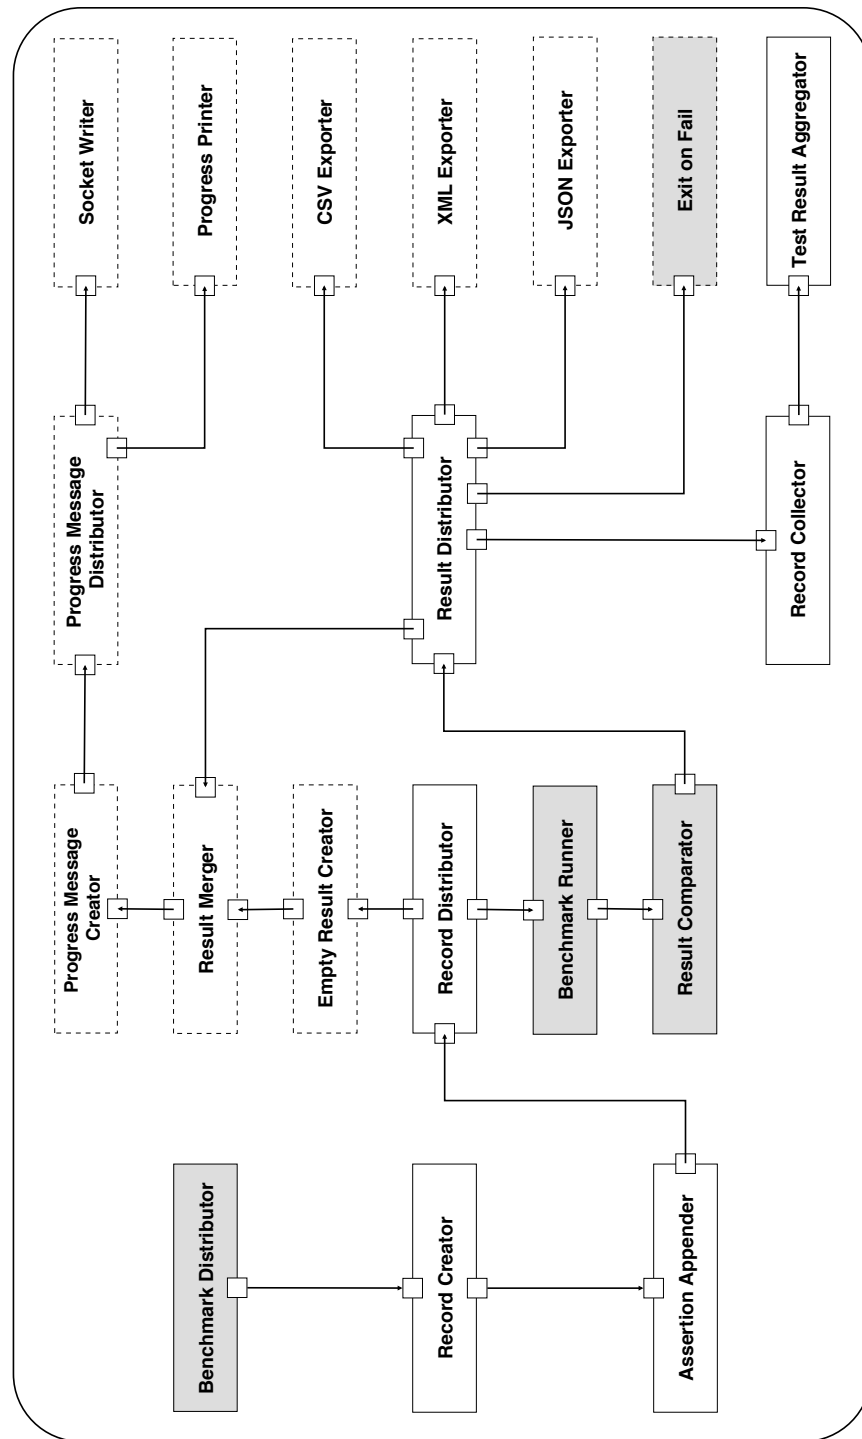 Socket Writer
Progress Printer
CSV Exporter
XML Exporter
JSON Exporter
Exit on Fail
Test Result Aggregator
Progress Message
Distributor
Result Distributor
Record Collector
Progress Message
Creator
Result Merger
Empty Result Creator
Record Distributor
Benchmark Runner
Result Comparator
Benchmark Distributor
Record Creator
Assertion Appender